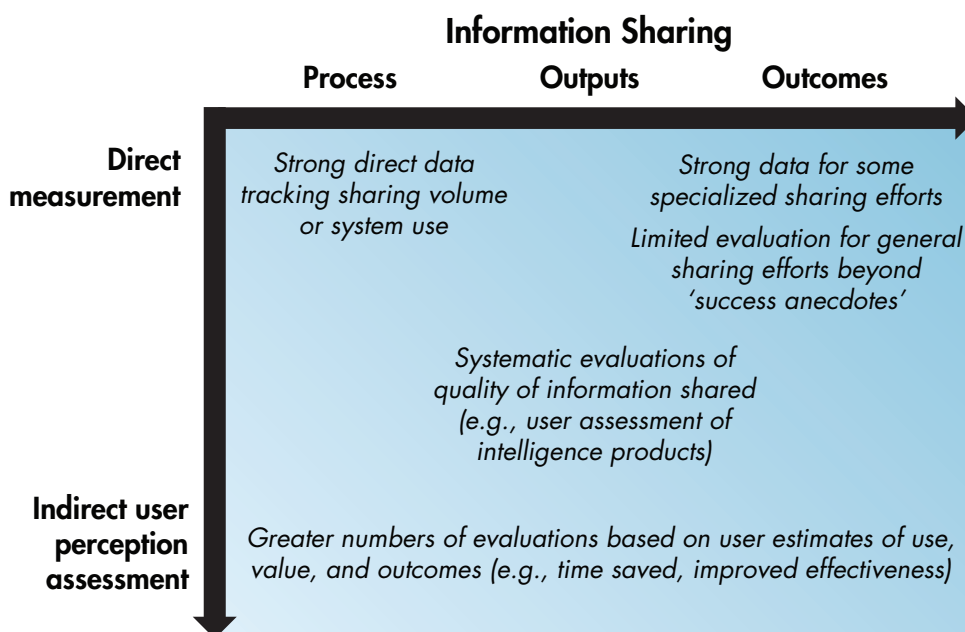 Information Sharing
Process Outputs Outcomes
Direct
measurement
Strong direct data
tracking sharing volume
or system use
Strong data for some
specialized sharing efforts
Limited evaluation for general
sharing efforts beyond
‘success anecdotes’
Systematic evaluations of
quality of information shared
(e.g., user assessment of
intelligence products)
Indirect user
perception
assessment
Greater numbers of evaluations based on user estimates of use,
value, and outcomes (e.g., time saved, improved effectiveness)